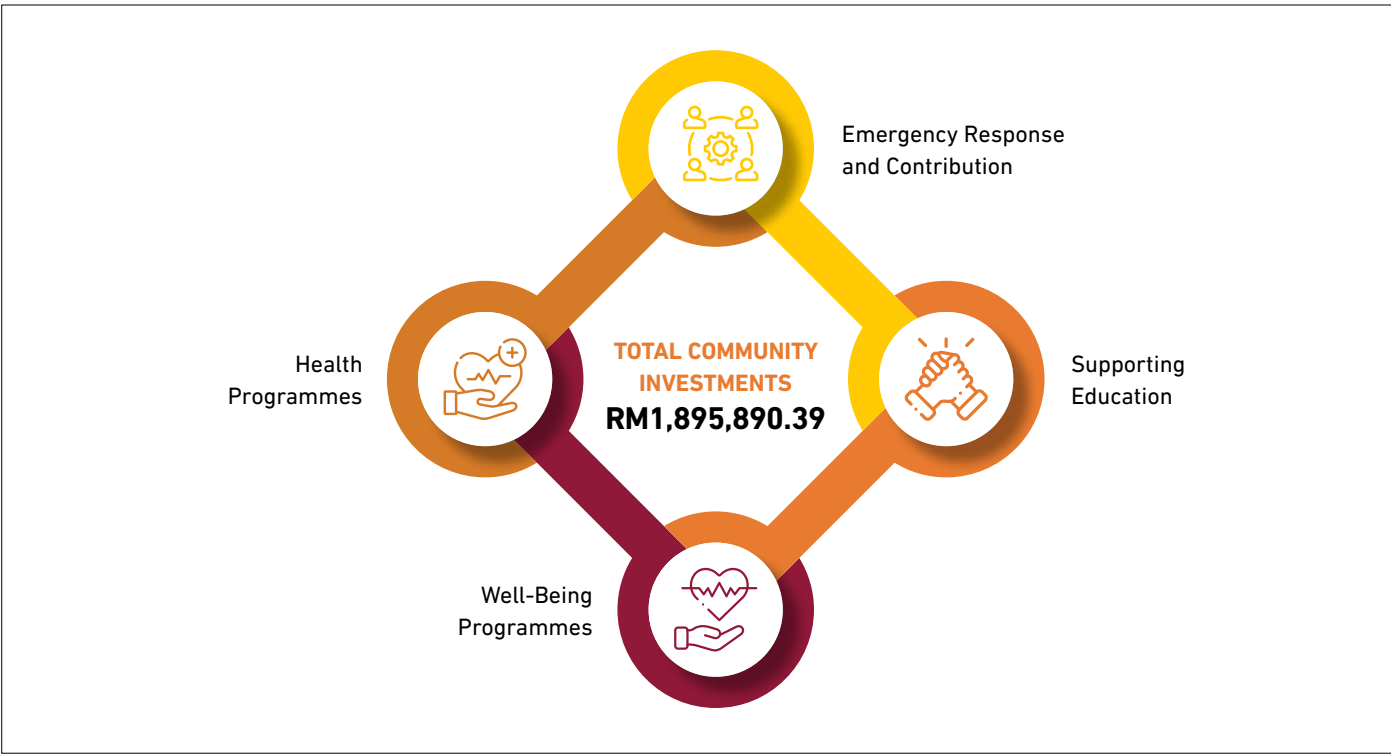 Emergency Response
and Contribution
Health
Programmes
TOTAL COMMUNITY
INVESTMENTS
RM1,895,890.39
Supporting
Education
Well-Being
Programmes